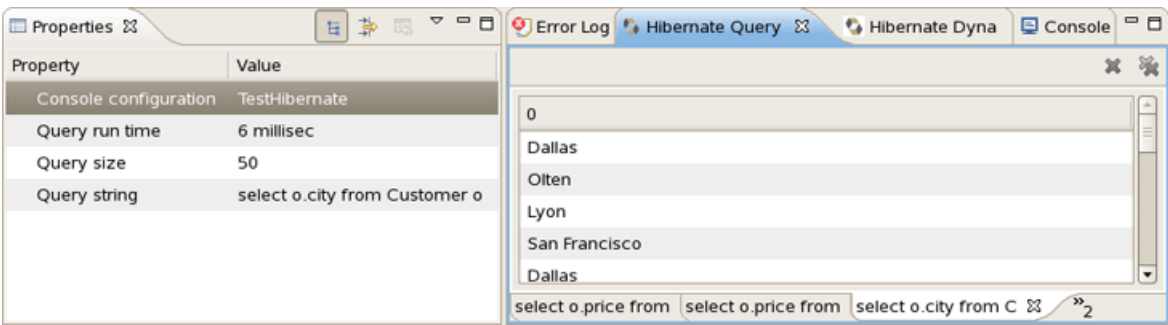 Properties
Property Value
Console configuration TestHibernate
Query run time 6 millisec
Query size 50
Query string select o.city from Customer o
Error Log Hibernate Query Hibernate Dyna Console
0
Dallas
Olten
Lyon
San Francisco
Dallas
select o.price from select o.price from select o.city from C »2